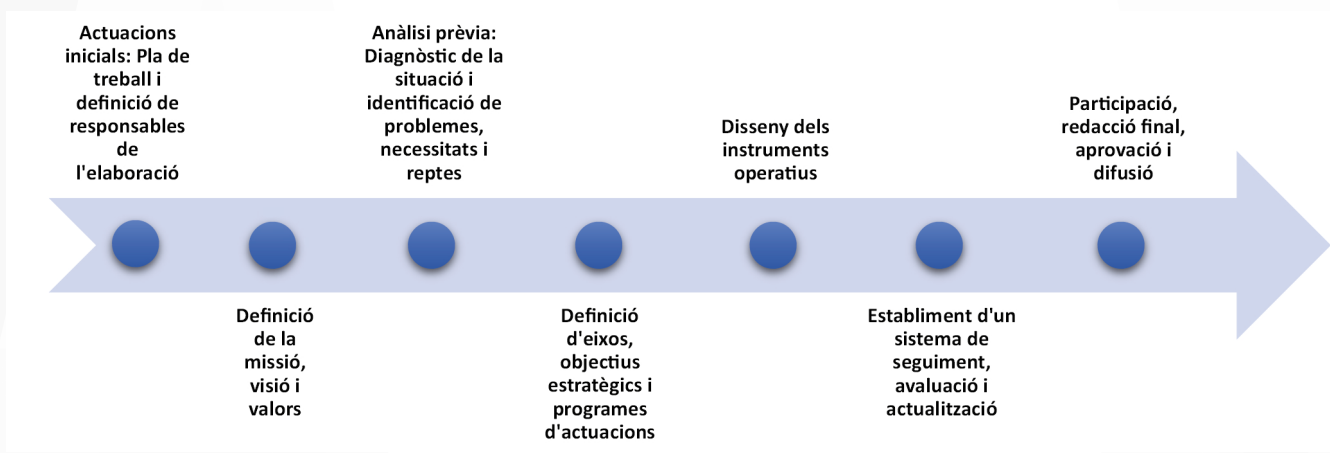 Actuacions
inicials: Pla de
treball i
definició de
responsables
de
l'elaboració
Definició
de la
missió,
visió i
valors
Anàlisi prèvia:
Diagnòstic de la
situació i
identificació de
problemes,
necessitats i
reptes
Definició
d'eixos,
objectius
estratègics i
programes
d'actuacions
Disseny dels
instruments
operatius
Establiment d'un
sistema de
seguiment,
avaluació i
actualització
Participació,
redacció final,
aprovació i
difusió